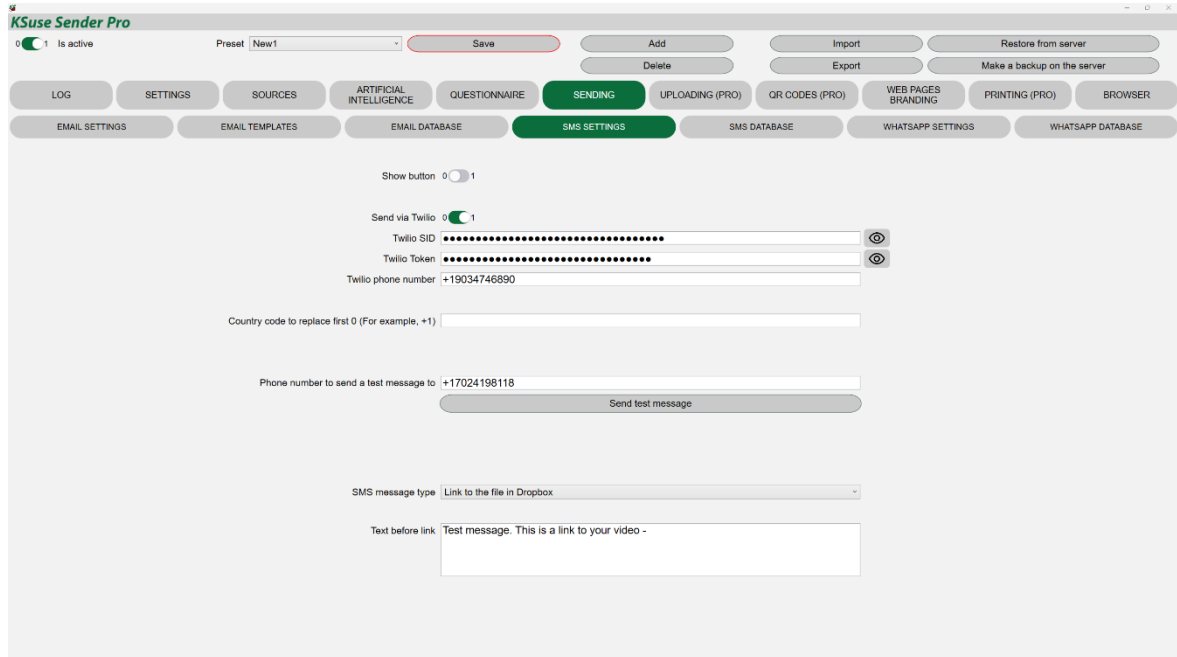 KSuse Sender Pro
0 1 Is active Preset New1 Save Add Import Restore from server
Delete Export Make a backup on the server
LOG SETTINGS SOURCES ARTIFICIAL INTELLIGENCE QUESTIONNAIRE SENDING UPLOADING (PRO) QR CODES (PRO) WEB PAGES BRANDING PRINTING (PRO) BROWSER
EMAIL SETTINGS EMAIL TEMPLATES EMAIL DATABASE SMS SETTINGS SMS DATABASE WHATSAPP SETTINGS WHATSAPP DATABASE
Show button 0 1
Send via Twilio 0 1
Twilio SID
Twilio Token
Twilio phone number +19034746890
Country code to replace first 0 (For example, +1)
Phone number to send a test message to +17024198118
Send test message
SMS message type Link to the file in Dropbox
Text before link Test message. This is a link to your video -